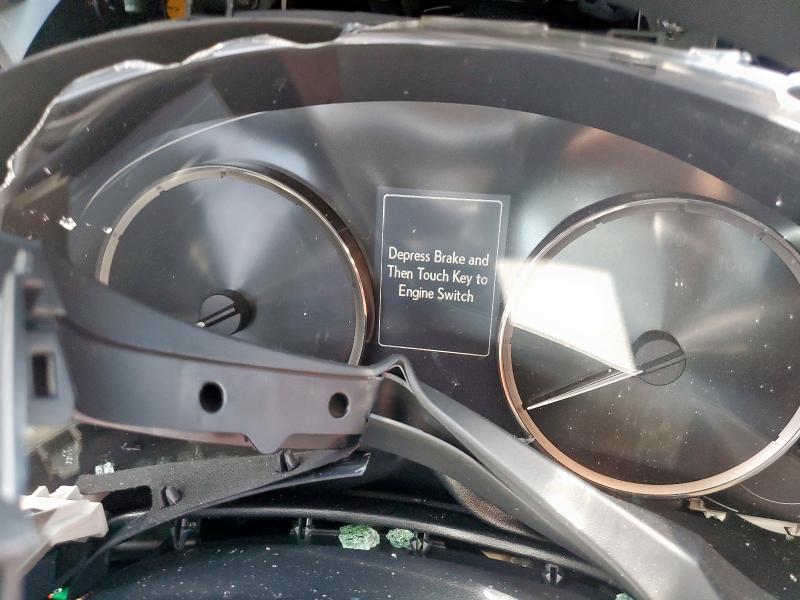 Depress Brake and
Then Touch Key to
Engine Switch